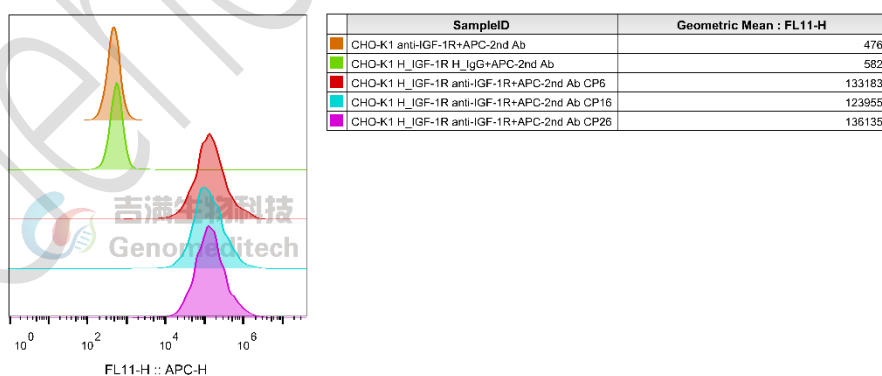 SampleID Geometric Mean : FL11-H
CHO-K1 anti-IGF-1R+APC-2nd Ab 476
CHO-K1 H_IGF-1R H_IgG+APC-2nd Ab 582
CHO-K1 H_IGF-1R anti-IGF-1R+APC-2nd Ab CP6 133183
CHO-K1 H_IGF-1R anti-IGF-1R+APC-2nd Ab CP16 123955
CHO-K1 H_IGF-1R anti-IGF-1R+APC-2nd Ab CP26 136135
吉满生物科技
Genomeditech
10^0 10^2 10^4 10^6
FL11-H :: APC-H